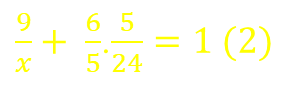 9/x + 6/5 . 5/24 = 1 (2)